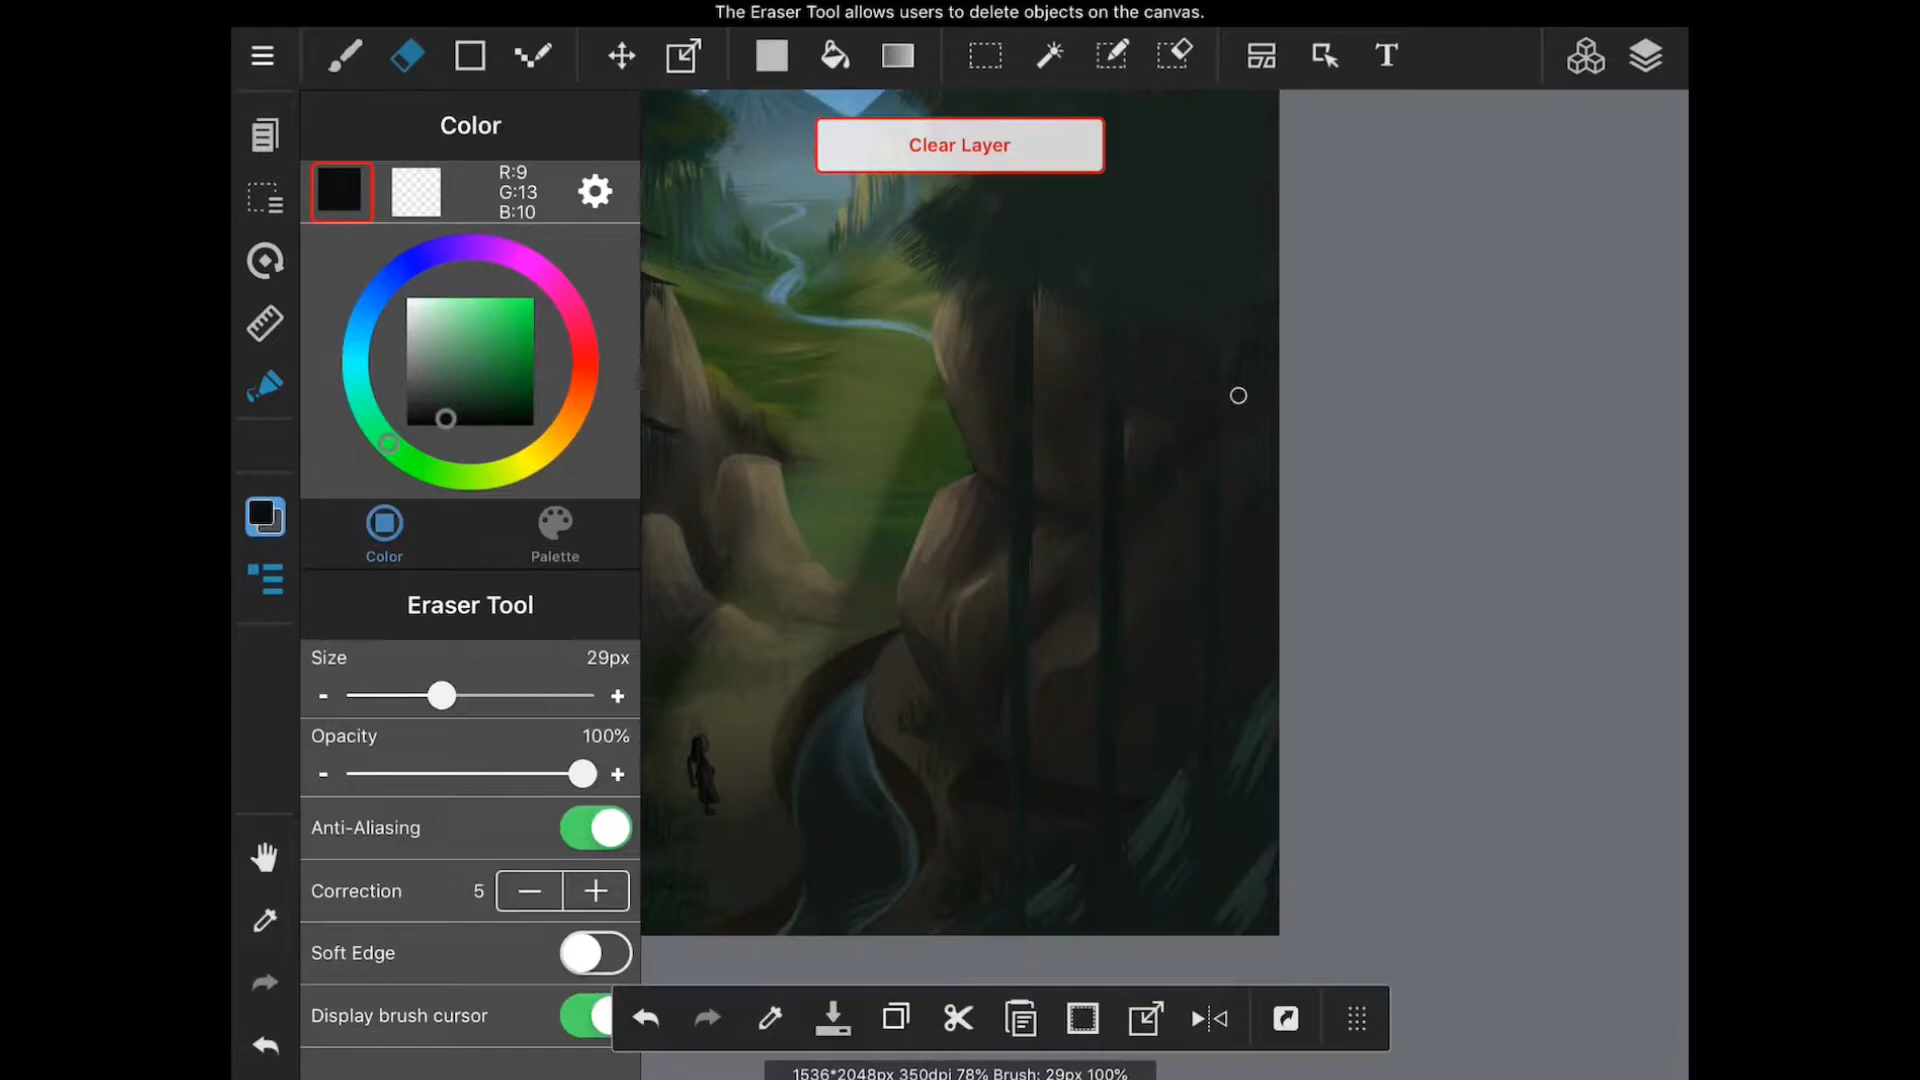 The Eraser Tool allows users to delete objects on the canvas.
T
Color
R:9
G:13
B:10
Clear Layer
Color
Palette
Eraser Tool
Size 29px
- +
Opacity 100%
- +
Anti-Aliasing
Correction 5
Soft Edge
Display brush cursor
1536*2048px 350dpi 78% Brush: 29px 100%